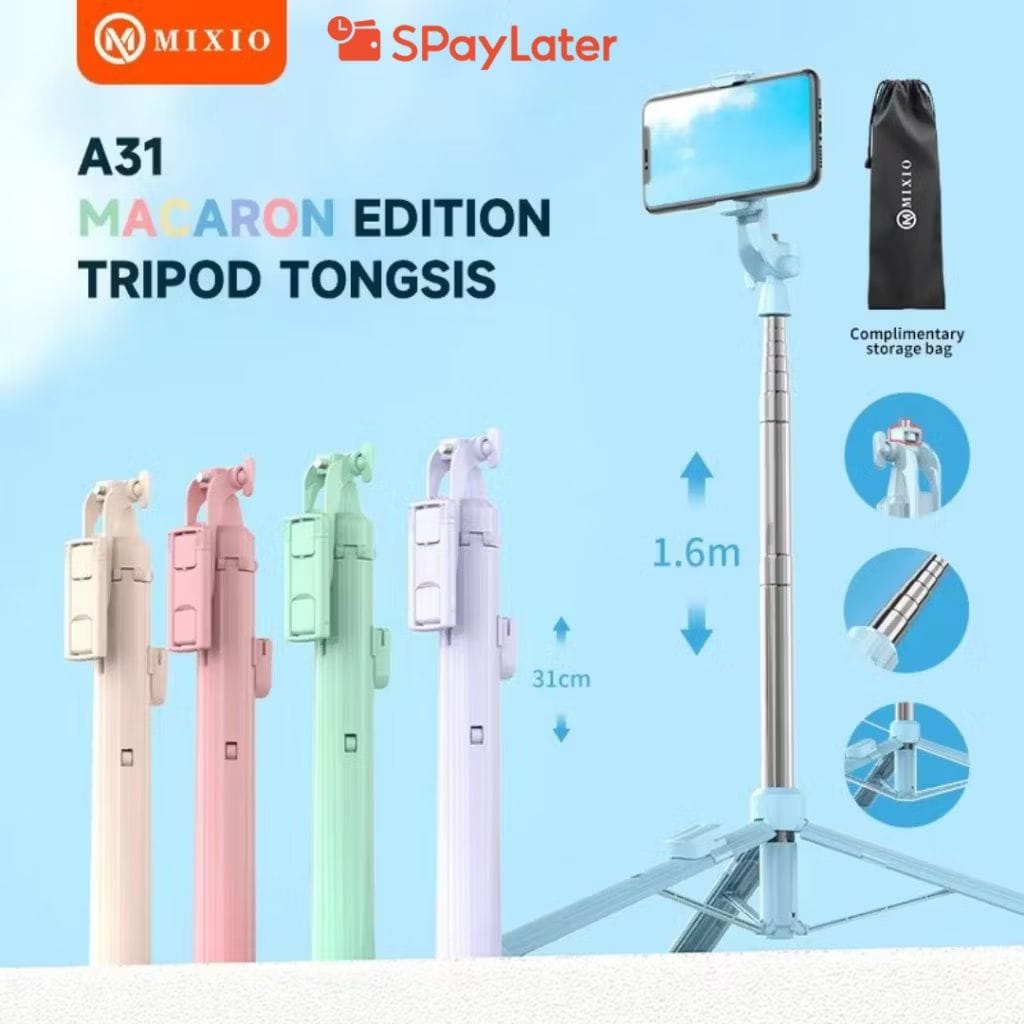 MIXIO
SPayLater
A31
MACARON EDITION
TRIPOD TONGSIS
MIXIO
Complimentary
storage bag
1.6m
31cm